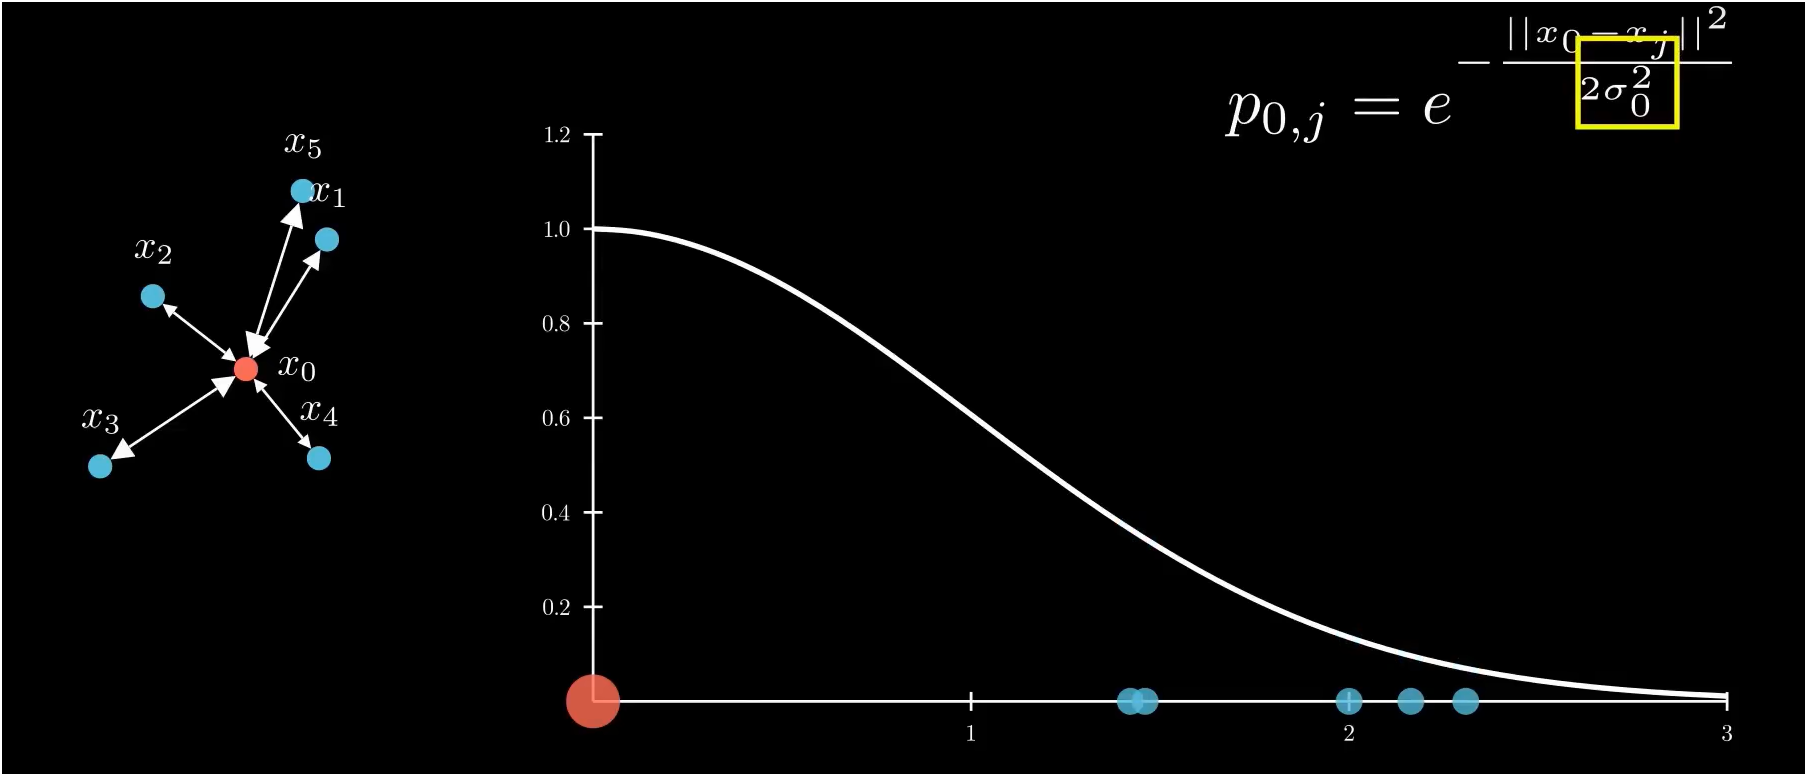 p_{0,j} = e^{-\frac{||x_0 - x_j||^2}{2\sigma_0^2}}
x_5
x_1
x_2
x_0
x_4
x_3
1.2
1.0
0.8
0.6
0.4
0.2
1 2 3